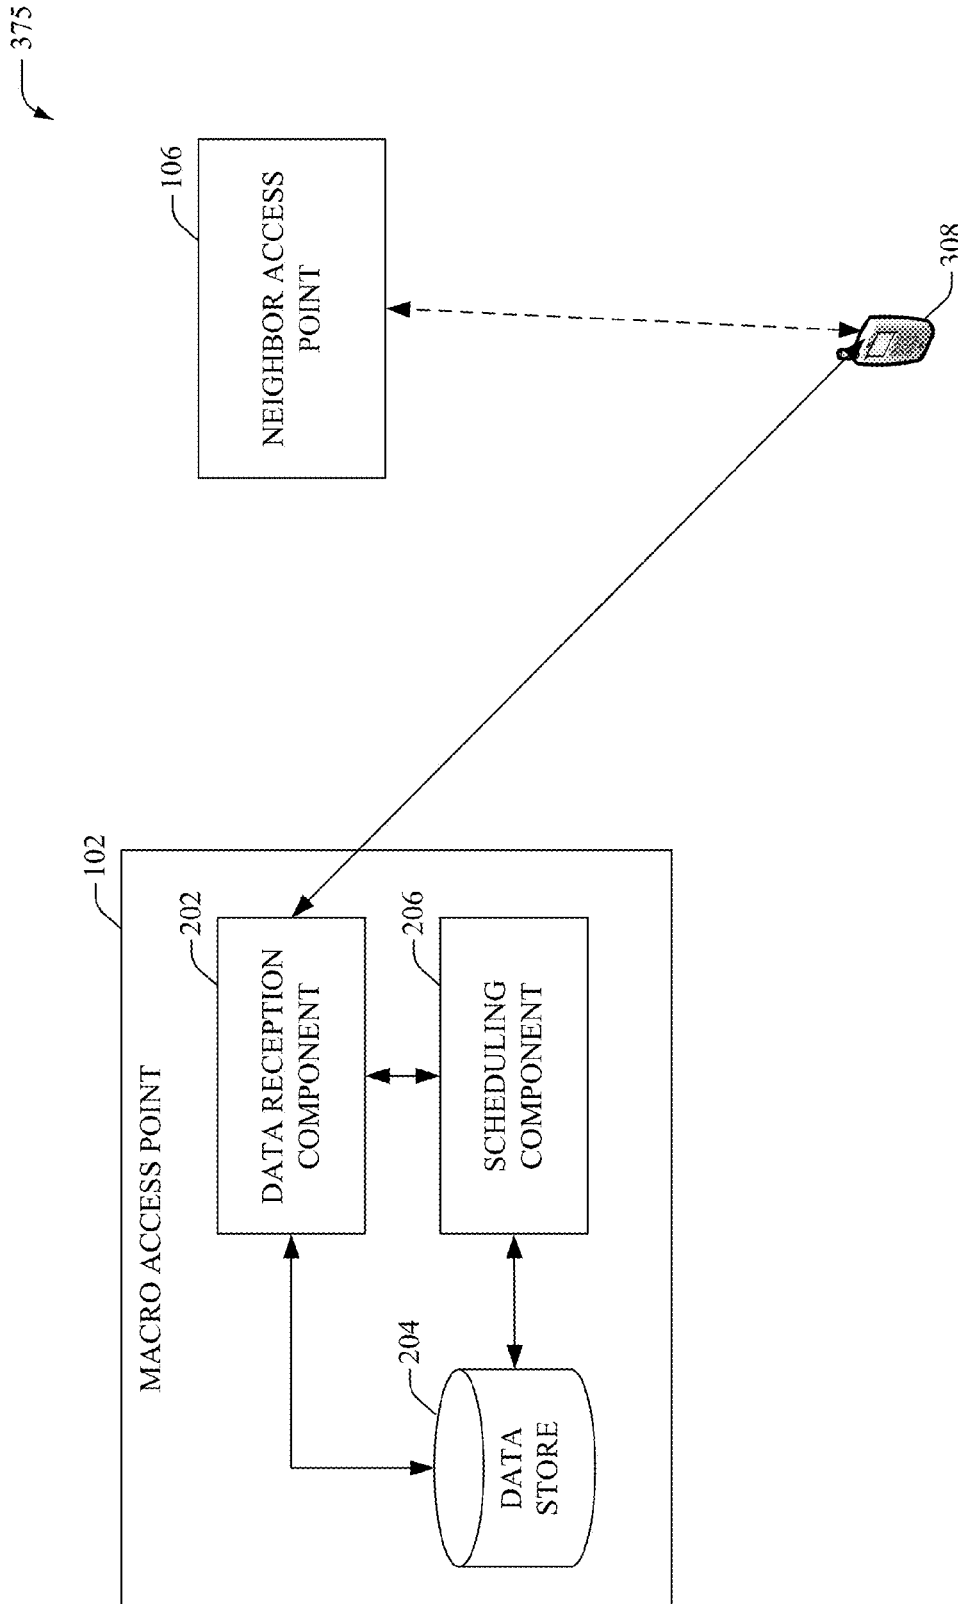 375
MACRO ACCESS POINT
102
DATA RECEPTION
COMPONENT
202
SCHEDULING
COMPONENT
206
DATA
STORE
204
NEIGHBOR ACCESS
POINT
106
308